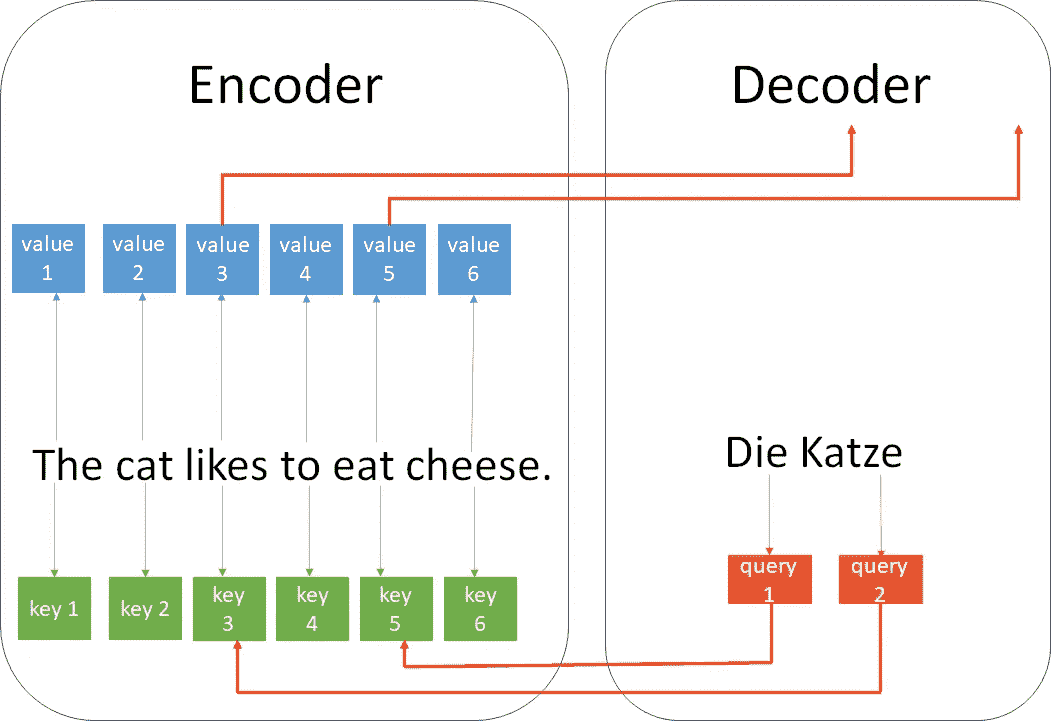 Encoder
Decoder
value
1
value
2
value
3
value
4
value
5
value
6
The cat likes to eat cheese.
Die Katze
key 1
key 2
key
3
key
4
key
5
key
6
query
1
query
2